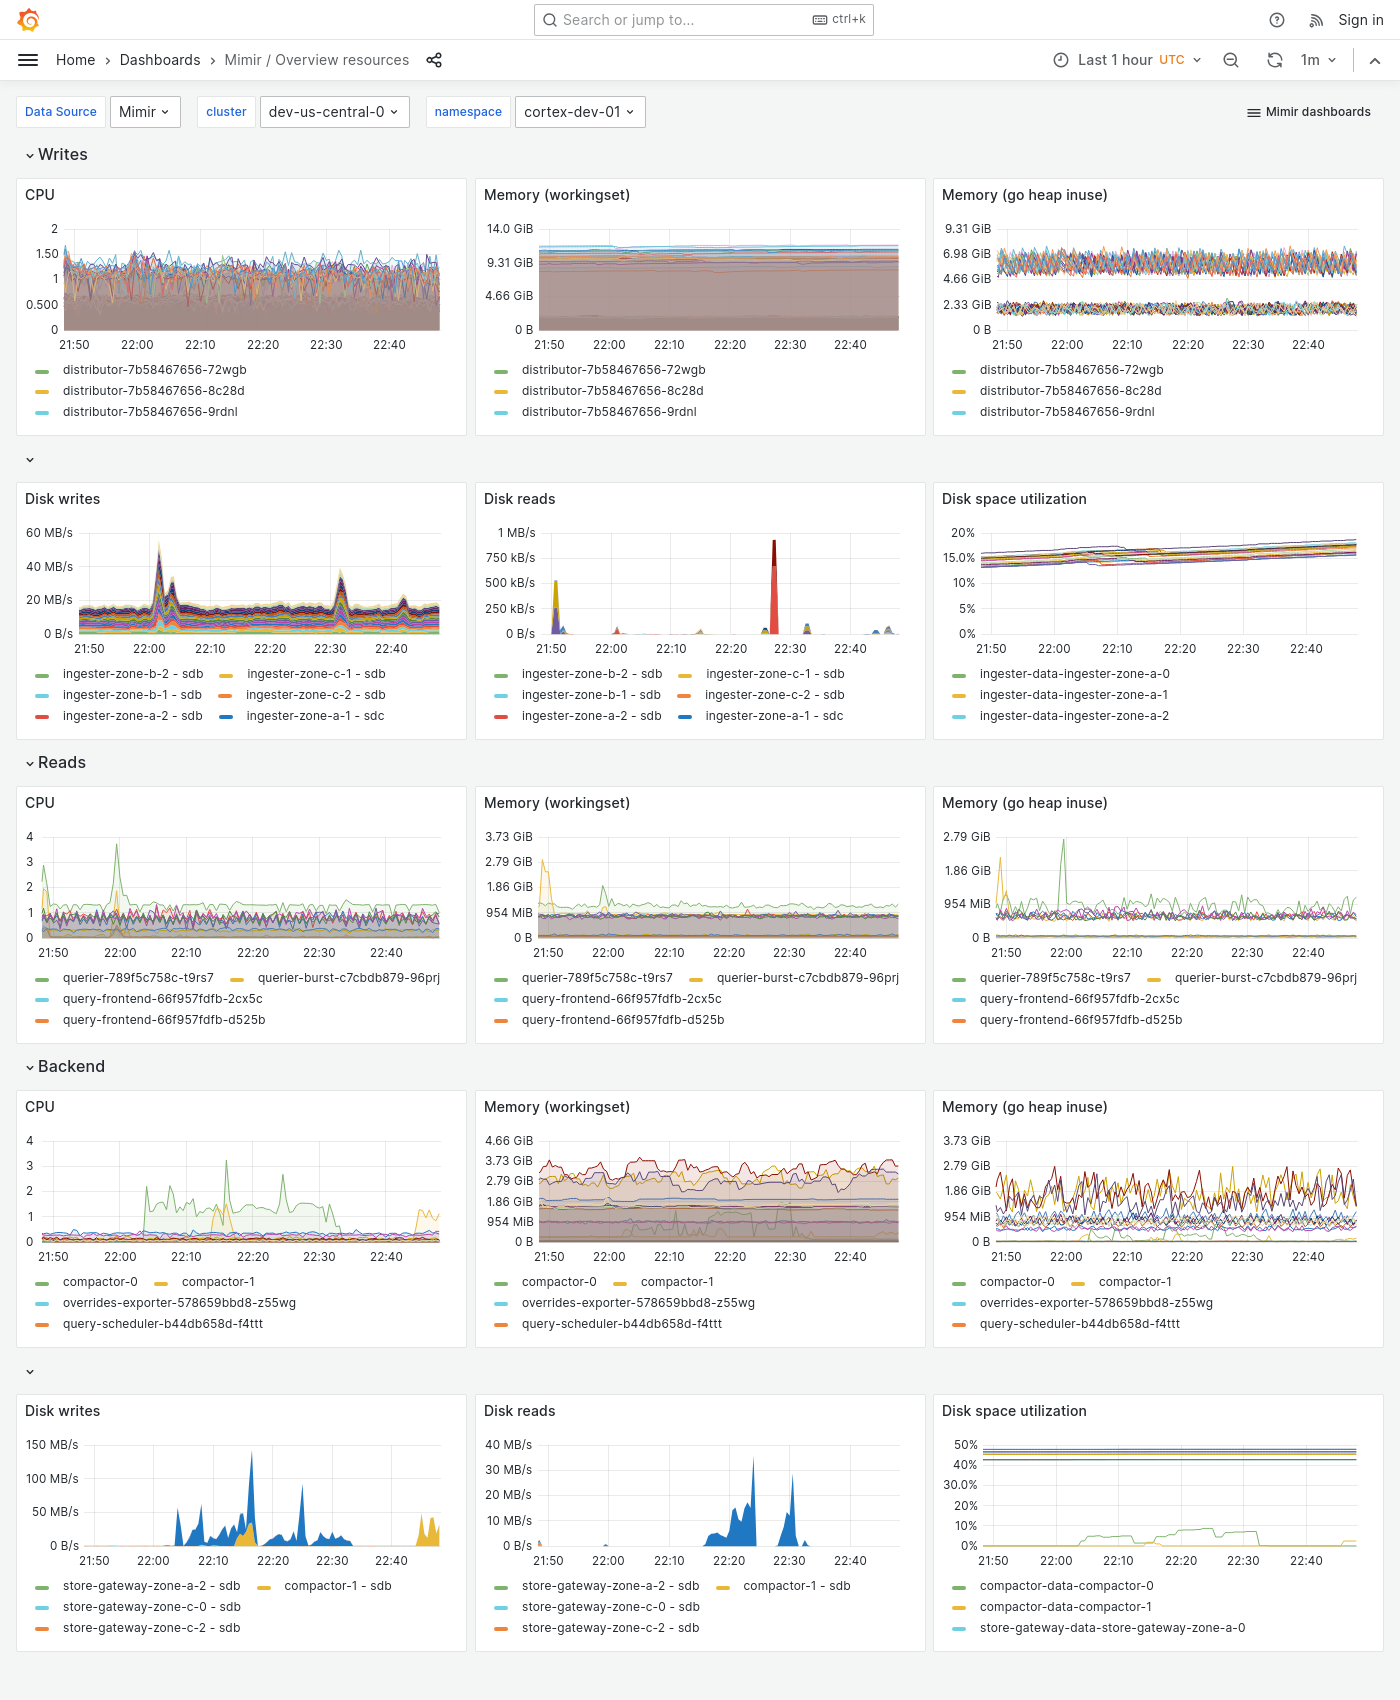 Search or jump to... ctrl+k Sign in
Home › Dashboards › Mimir / Overview resources Last 1 hour UTC 1m
Data Source Mimir cluster dev-us-central-0 namespace cortex-dev-01 Mimir dashboards
Writes
CPU
2
1.50
1
0.500
0
21:50 22:00 22:10 22:20 22:30 22:40
distributor-7b58467656-72wgb
distributor-7b58467656-8c28d
distributor-7b58467656-9rdnl
Memory (workingset)
14.0 GiB
9.31 GiB
4.66 GiB
0 B
21:50 22:00 22:10 22:20 22:30 22:40
distributor-7b58467656-72wgb
distributor-7b58467656-8c28d
distributor-7b58467656-9rdnl
Memory (go heap inuse)
9.31 GiB
6.98 GiB
4.66 GiB
2.33 GiB
0 B
21:50 22:00 22:10 22:20 22:30 22:40
distributor-7b58467656-72wgb
distributor-7b58467656-8c28d
distributor-7b58467656-9rdnl
Disk writes
60 MB/s
40 MB/s
20 MB/s
0 B/s
21:50 22:00 22:10 22:20 22:30 22:40
ingester-zone-b-2 - sdb ingester-zone-c-1 - sdb
ingester-zone-b-1 - sdb ingester-zone-c-2 - sdb
ingester-zone-a-2 - sdb ingester-zone-a-1 - sdc
Disk reads
1 MB/s
750 kB/s
500 kB/s
250 kB/s
0 B/s
21:50 22:00 22:10 22:20 22:30 22:40
ingester-zone-b-2 - sdb ingester-zone-c-1 - sdb
ingester-zone-b-1 - sdb ingester-zone-c-2 - sdb
ingester-zone-a-2 - sdb ingester-zone-a-1 - sdc
Disk space utilization
20%
15.0%
10%
5%
0%
21:50 22:00 22:10 22:20 22:30 22:40
ingester-data-ingester-zone-a-0
ingester-data-ingester-zone-a-1
ingester-data-ingester-zone-a-2
Reads
CPU
4
3
2
1
0
21:50 22:00 22:10 22:20 22:30 22:40
querier-789f5c758c-t9rs7 querier-burst-c7cbdb879-96prj
query-frontend-66f957fdfb-2cx5c
query-frontend-66f957fdfb-d525b
Memory (workingset)
3.73 GiB
2.79 GiB
1.86 GiB
954 MiB
0 B
21:50 22:00 22:10 22:20 22:30 22:40
querier-789f5c758c-t9rs7 querier-burst-c7cbdb879-96prj
query-frontend-66f957fdfb-2cx5c
query-frontend-66f957fdfb-d525b
Memory (go heap inuse)
2.79 GiB
1.86 GiB
954 MiB
0 B
21:50 22:00 22:10 22:20 22:30 22:40
querier-789f5c758c-t9rs7 querier-burst-c7cbdb879-96prj
query-frontend-66f957fdfb-2cx5c
query-frontend-66f957fdfb-d525b
Backend
CPU
4
3
2
1
0
21:50 22:00 22:10 22:20 22:30 22:40
compactor-0 compactor-1
overrides-exporter-578659bbd8-z55wg
query-scheduler-b44db658d-f4ttt
Memory (workingset)
4.66 GiB
3.73 GiB
2.79 GiB
1.86 GiB
954 MiB
0 B
21:50 22:00 22:10 22:20 22:30 22:40
compactor-0 compactor-1
overrides-exporter-578659bbd8-z55wg
query-scheduler-b44db658d-f4ttt
Memory (go heap inuse)
3.73 GiB
2.79 GiB
1.86 GiB
954 MiB
0 B
21:50 22:00 22:10 22:20 22:30 22:40
compactor-0 compactor-1
overrides-exporter-578659bbd8-z55wg
query-scheduler-b44db658d-f4ttt
Disk writes
150 MB/s
100 MB/s
50 MB/s
0 B/s
21:50 22:00 22:10 22:20 22:30 22:40
store-gateway-zone-a-2 - sdb compactor-1 - sdb
store-gateway-zone-c-0 - sdb
store-gateway-zone-c-2 - sdb
Disk reads
40 MB/s
30 MB/s
20 MB/s
10 MB/s
0 B/s
21:50 22:00 22:10 22:20 22:30 22:40
store-gateway-zone-a-2 - sdb compactor-1 - sdb
store-gateway-zone-c-0 - sdb
store-gateway-zone-c-2 - sdb
Disk space utilization
50%
40%
30.0%
20%
10%
0%
21:50 22:00 22:10 22:20 22:30 22:40
compactor-data-compactor-0
compactor-data-compactor-1
store-gateway-data-store-gateway-zone-a-0